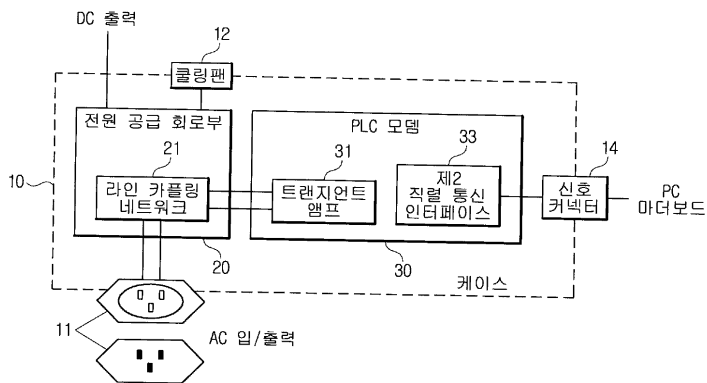 DC 출력
12
쿨링팬
전원 공급 회로부
PLC 모뎀
21
31
33
14
10
라인 카플링
네트워크
트랜지언트
앰프
제2
직렬 통신
인터페이스
신호
커넥터
PC
마더보드
20
30
케이스
11
AC 입/출력